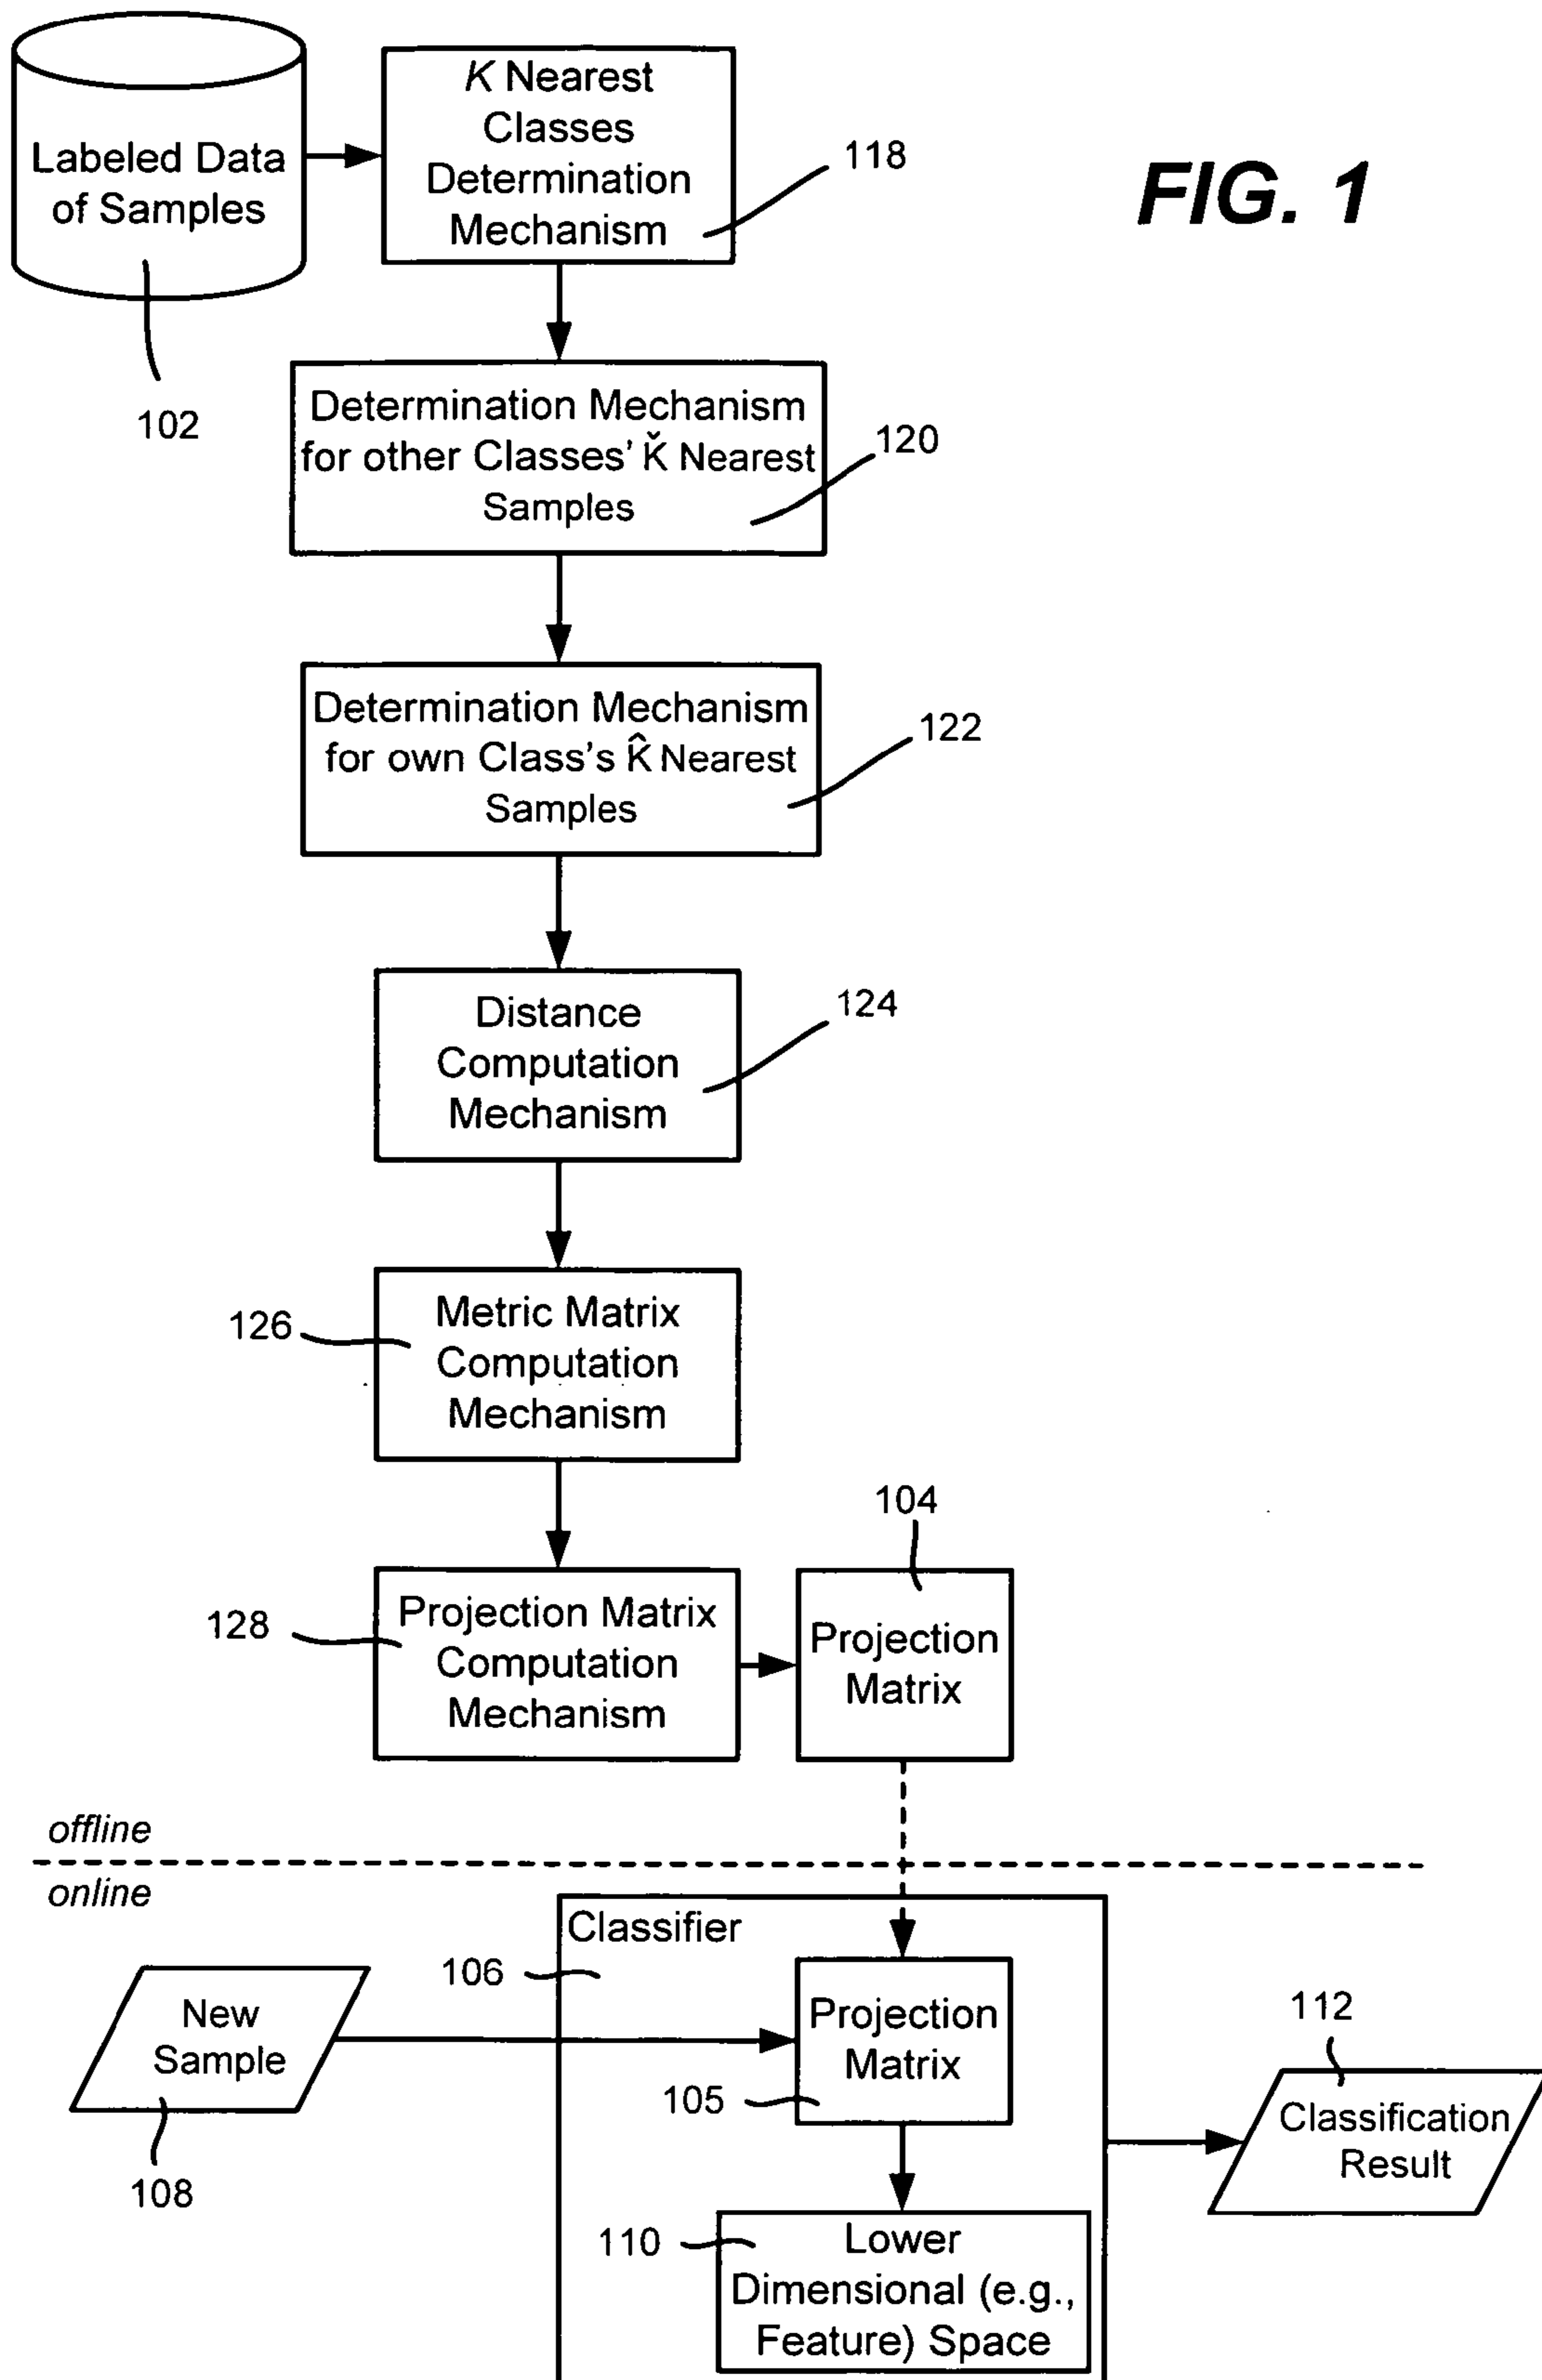 FIG. 1
Labeled Data
of Samples
102
K Nearest
Classes
Determination
Mechanism
118
Determination Mechanism
for other Classes’ Ǩ Nearest
Samples
120
Determination Mechanism
for own Class’s K̂ Nearest
Samples
122
Distance
Computation
Mechanism
124
Metric Matrix
Computation
Mechanism
126
Projection Matrix
Computation
Mechanism
128
104
Projection
Matrix
offline
online
Classifier
106
New
Sample
108
Projection
Matrix
105
110
Lower
Dimensional (e.g.,
Feature) Space
112
Classification
Result